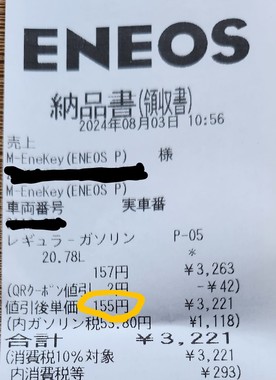 ENEOS
納品書(領収書)
2024年08月03日 10:56
売上
M-EneKey(ENEOS P) 様
M-EneKey(ENEOS P)
車両番号 実車番
レギュラーガソリン P-05
20.78L *
157円 ¥3,263
(QRクーポン値引 2円 -¥42)
値引後単価 155円 ¥3,221
(内ガソリン税53.80円 ¥1,118)
合計 ¥3,221
(消費税10%対象 ¥3,221
内消費税等 ¥293)